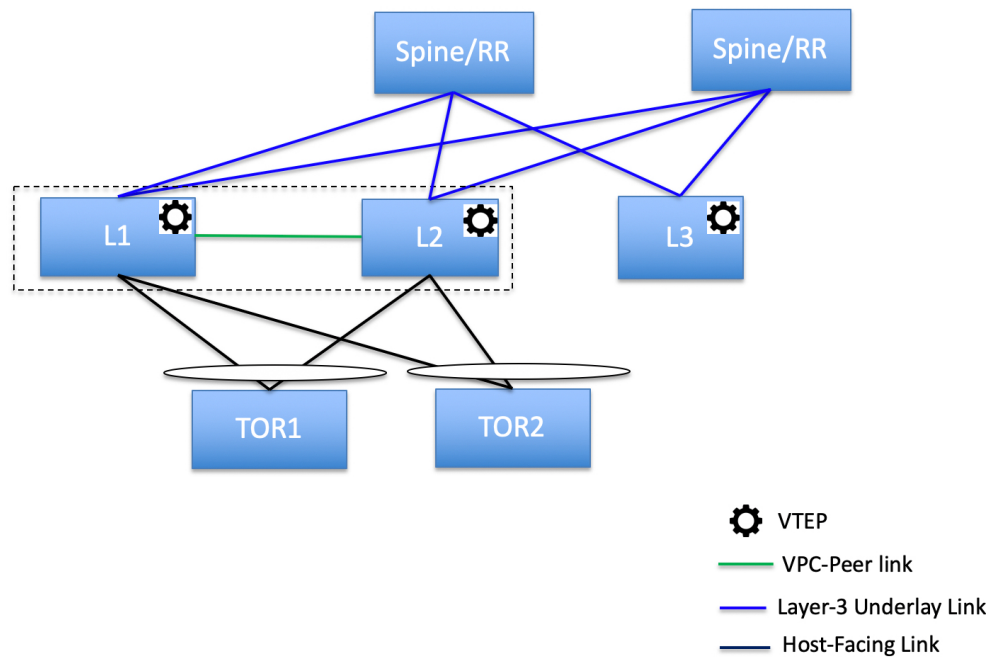 Spine/RR
Spine/RR
L1
L2
L3
TOR1
TOR2
VTEP
VPC-Peer link
Layer-3 Underlay Link
Host-Facing Link